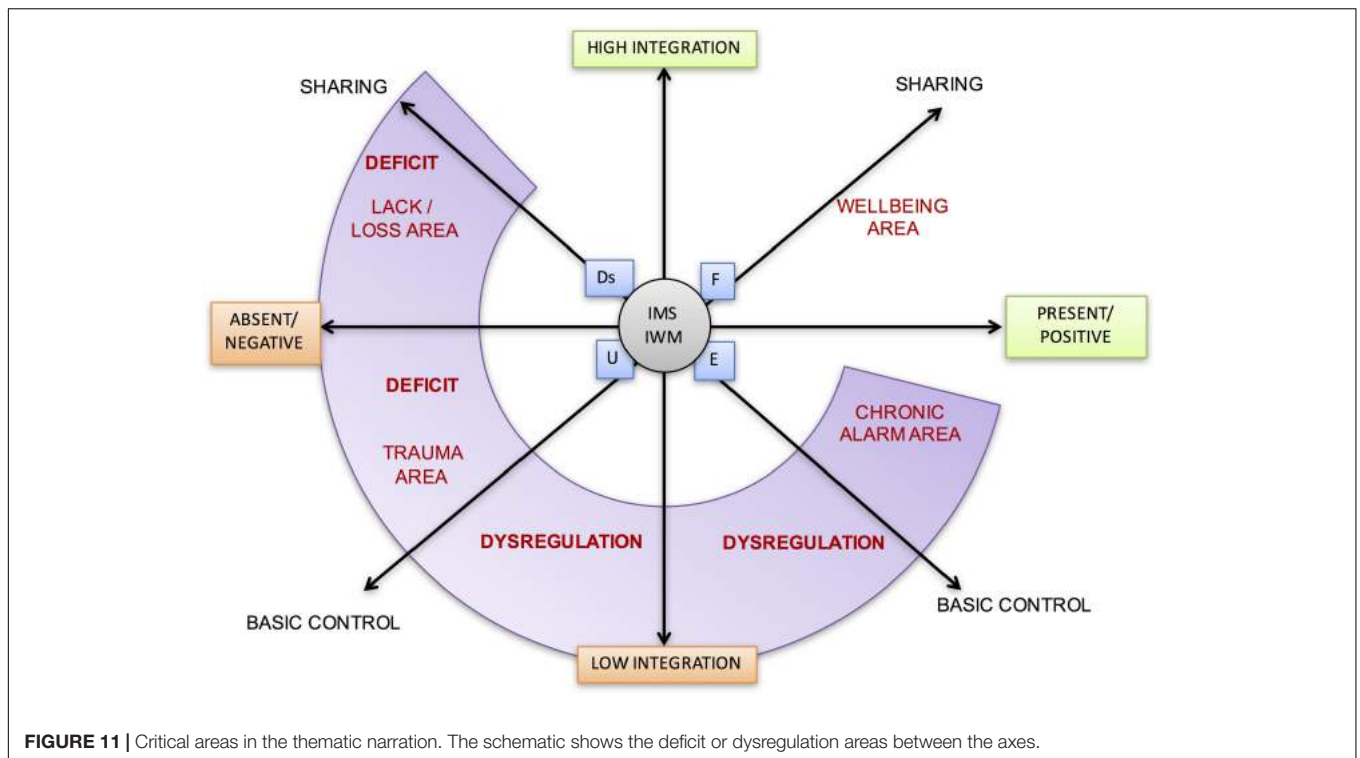 HIGH INTEGRATION
SHARING
SHARING
DEFICIT
LACK /
LOSS AREA
WELLBEING
AREA
Ds
F
ABSENT/
NEGATIVE
IMS
IWM
PRESENT/
POSITIVE
U
E
DEFICIT
TRAUMA
AREA
CHRONIC
ALARM AREA
DYSREGULATION
DYSREGULATION
BASIC CONTROL
BASIC CONTROL
LOW INTEGRATION
FIGURE 11 | Critical areas in the thematic narration. The schematic shows the deficit or dysregulation areas between the axes.